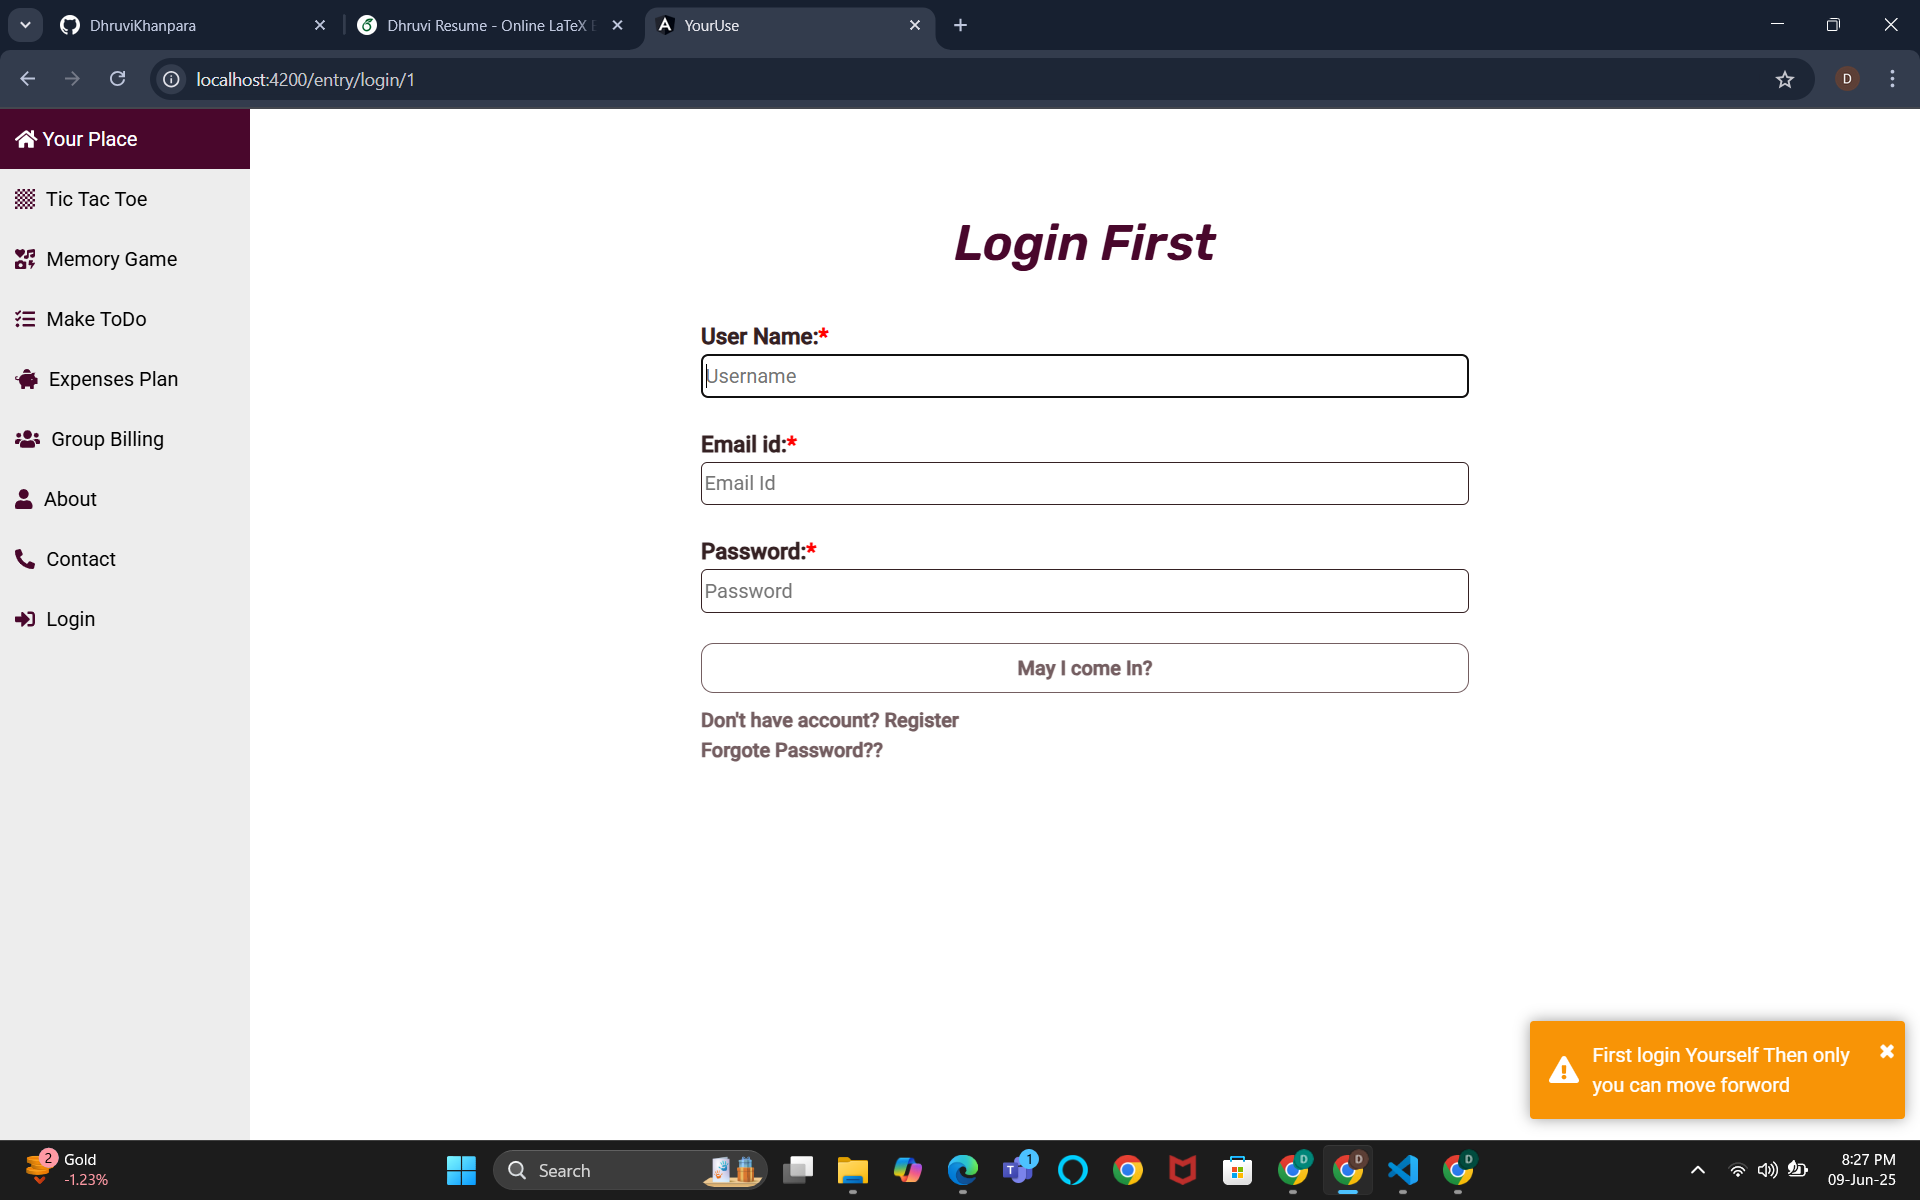 DhruviKhanpara
Dhruvi Resume - Online LaTeX
YourUse
localhost:4200/entry/login/1
D
Your Place
Tic Tac Toe
Memory Game
Make ToDo
Expenses Plan
Group Billing
About
Contact
Login
Login First
User Name:*
Username
Email id:*
Email Id
Password:*
Password
May I come In?
Don't have account? Register
Forgote Password??
First login Yourself Then only
you can move forword
2
Gold
-1.23%
Search
1
D
D
D
8:27 PM
09-Jun-25